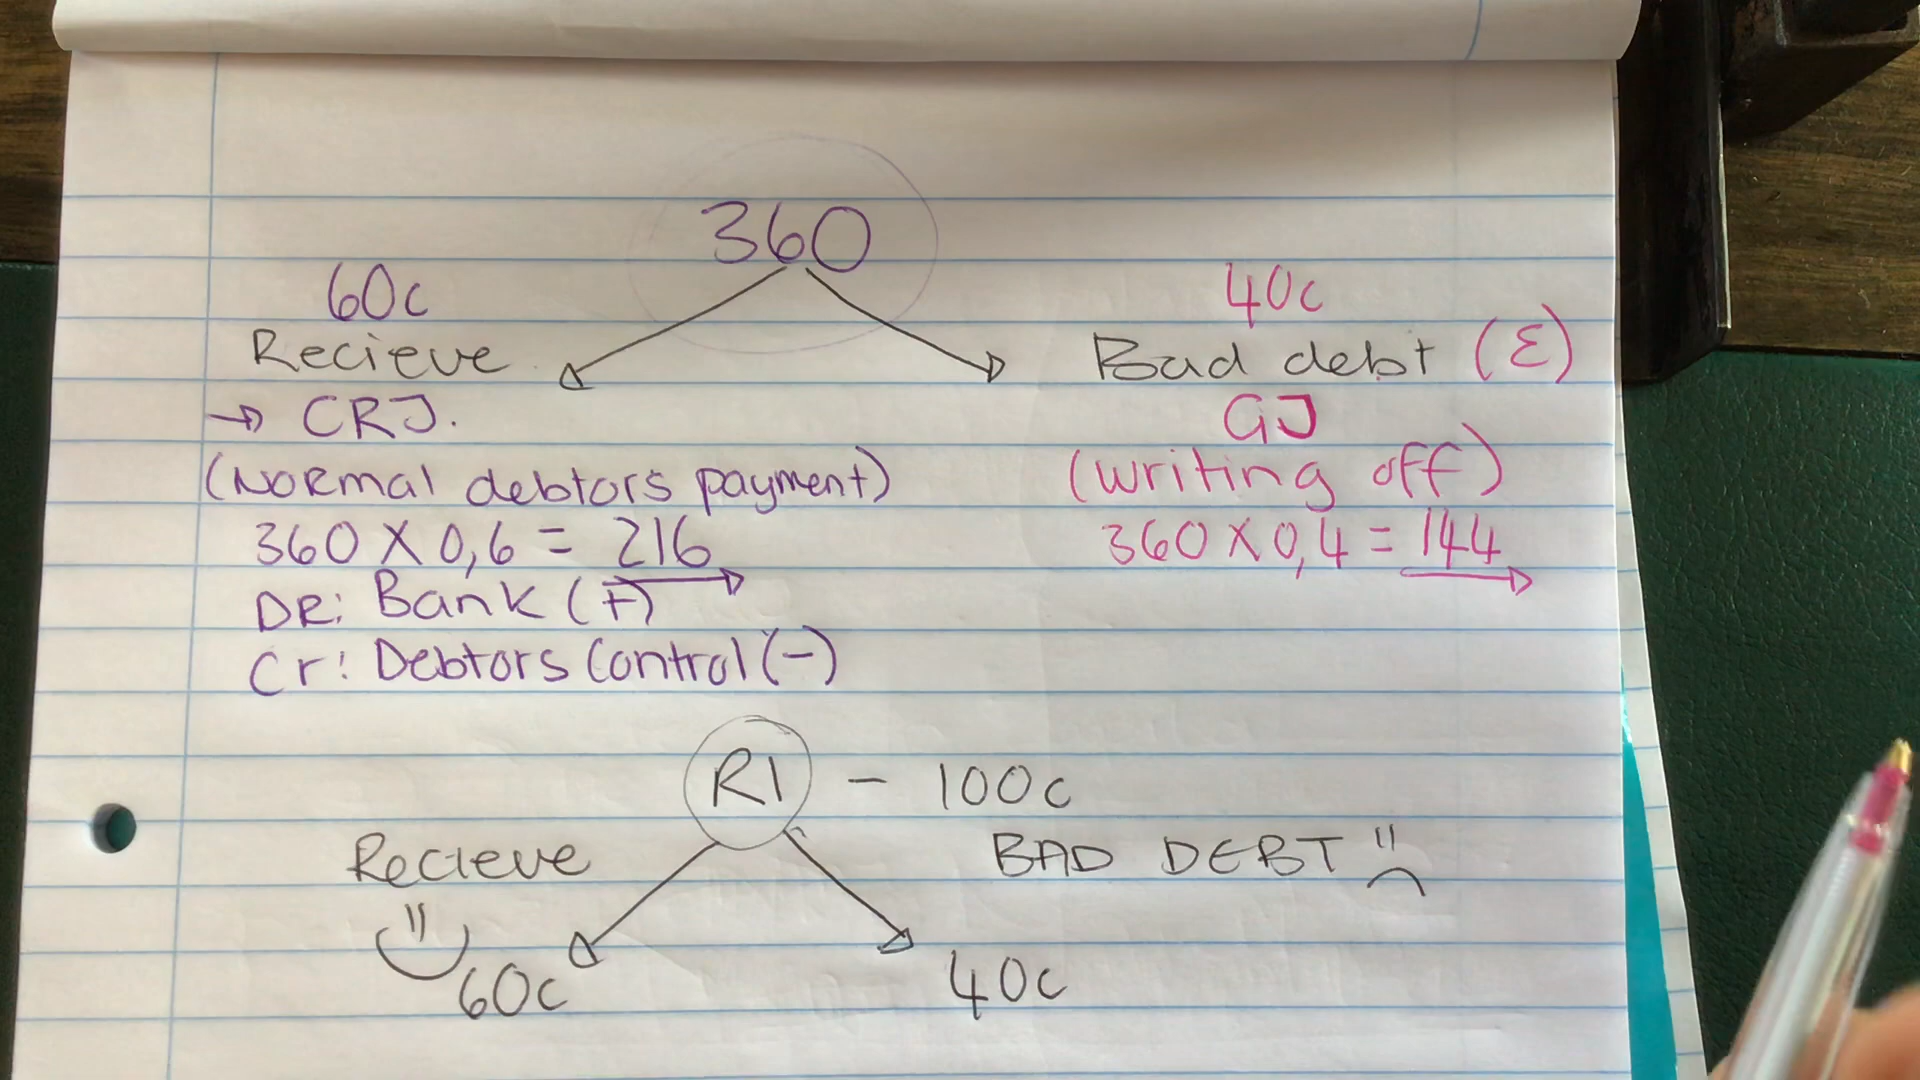 360
60c
Recieve
→ CRJ.
(Normal debtors payment)
360 X 0,6 = 216
DR: Bank (+)
Cr: Debtors Control (-)
40c
Bad debt (E)
GJ
(writing off)
360 X 0,4 = 144
R1 - 100c
Recieve
BAD DEBT
60c
40c